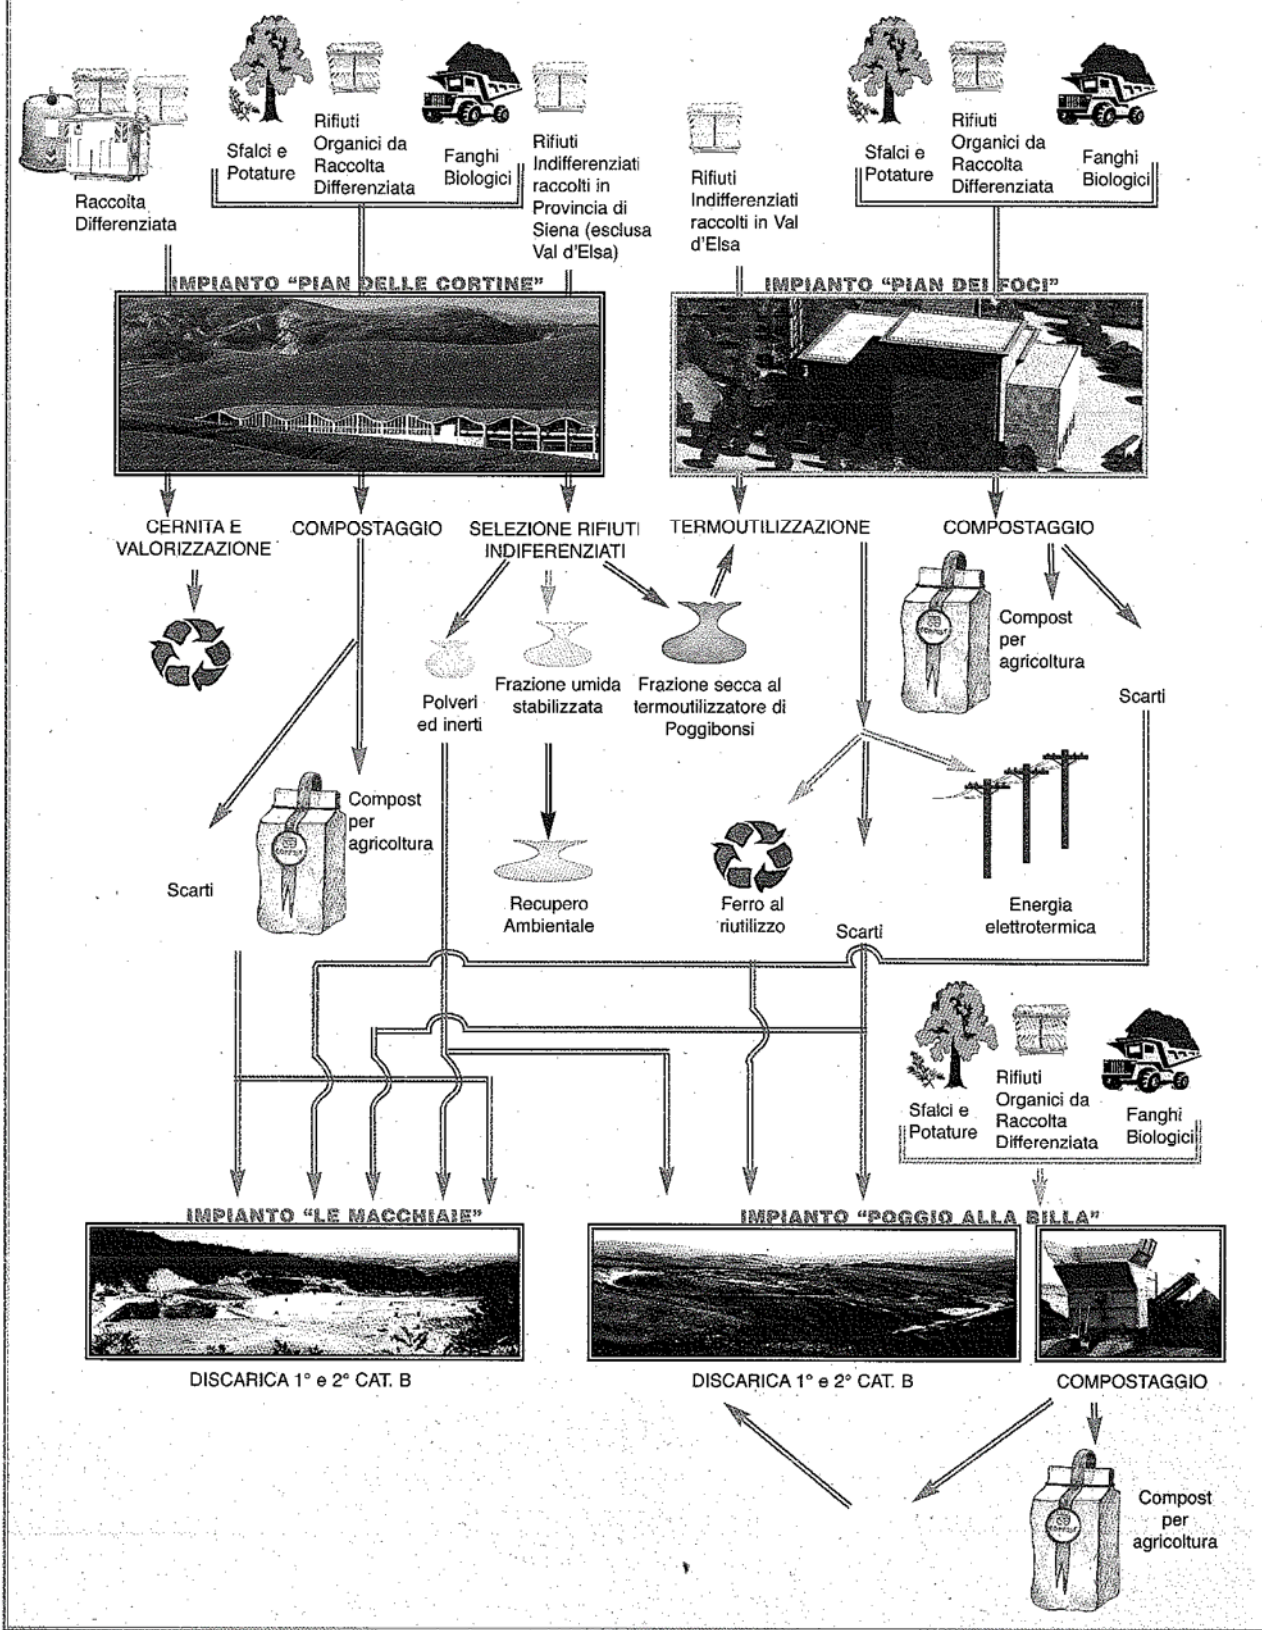 Raccolta
Differenziata
Sfalci e
Potature
Rifiuti
Organici da
Raccolta
Differenziata
Fanghi
Biologici
Rifiuti
Indifferenziati
raccolti in
Provincia di
Siena (esclusa
Val d'Elsa)
Rifiuti
Indifferenziati
raccolti in Val
d'Elsa
Sfalci e
Potature
Rifiuti
Organici da
Raccolta
Differenziata
Fanghi
Biologici
IMPIANTO "PIAN DELLE CORTINE"
IMPIANTO "PIAN DEI FOCI"
CERNITA E
VALORIZZAZIONE
COMPOSTAGGIO
SELEZIONE RIFIUTI
INDIFERENZIATI
TERMOUTILIZZAZIONE
COMPOSTAGGIO
Polveri
ed inerti
Frazione umida
stabilizzata
Frazione secca al
termoutilizzatore di
Poggibonsi
Compost
per
agricoltura
Scarti
Scarti
Compost
per
agricoltura
Recupero
Ambientale
Ferro al
riutilizzo
Scarti
Energia
elettrotermica
Sfalci e
Potature
Rifiuti
Organici da
Raccolta
Differenziata
Fanghi
Biologici
IMPIANTO "LE MACCHIAIE"
IMPIANTO "POGGIO ALLA BILLA"
DISCARICA 1° e 2° CAT. B
DISCARICA 1° e 2° CAT. B
COMPOSTAGGIO
Compost
per
agricoltura